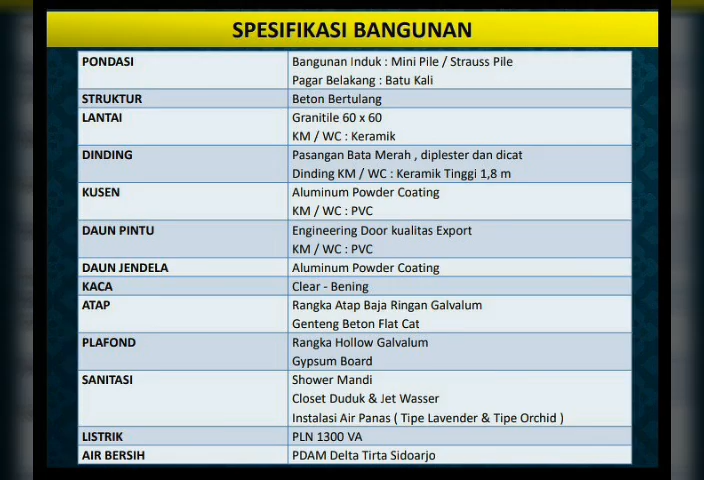 SPESIFIKASI BANGUNAN
PONDASI Bangunan Induk : Mini Pile / Strauss Pile
Pagar Belakang : Batu Kali
STRUKTUR Beton Bertulang
LANTAI Granitile 60 x 60
KM / WC : Keramik
DINDING Pasangan Bata Merah , diplester dan dicat
Dinding KM / WC : Keramik Tinggi 1,8 m
KUSEN Aluminum Powder Coating
KM / WC : PVC
DAUN PINTU Engineering Door kualitas Export
KM / WC : PVC
DAUN JENDELA Aluminum Powder Coating
KACA Clear - Bening
ATAP Rangka Atap Baja Ringan Galvalum
Genteng Beton Flat Cat
PLAFOND Rangka Hollow Galvalum
Gypsum Board
SANITASI Shower Mandi
Closet Duduk & Jet Wasser
Instalasi Air Panas ( Tipe Lavender & Tipe Orchid )
LISTRIK PLN 1300 VA
AIR BERSIH PDAM Delta Tirta Sidoarjo